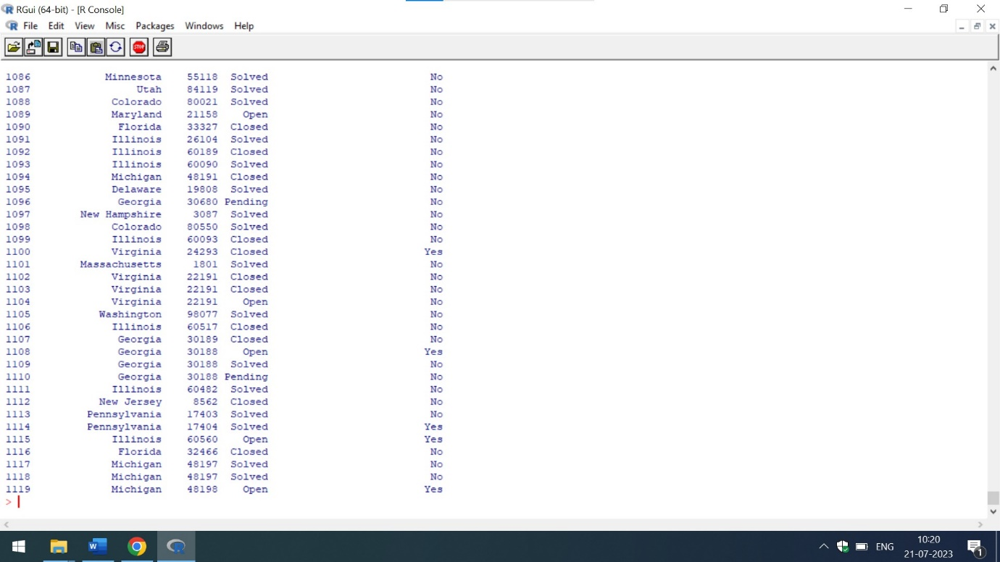 RGui (64-bit) - [R Console]
File Edit View Misc Packages Windows Help
STOP
1086 Minnesota 55118 Solved No
1087 Utah 84119 Solved No
1088 Colorado 80021 Solved No
1089 Maryland 21158 Open No
1090 Florida 33327 Closed No
1091 Illinois 26104 Solved No
1092 Illinois 60189 Closed No
1093 Illinois 60090 Solved No
1094 Michigan 48191 Closed No
1095 Delaware 19808 Solved No
1096 Georgia 30680 Pending No
1097 New Hampshire 3087 Solved No
1098 Colorado 80550 Solved No
1099 Illinois 60093 Closed No
1100 Virginia 24293 Closed Yes
1101 Massachusetts 1801 Solved No
1102 Virginia 22191 Closed No
1103 Virginia 22191 Closed No
1104 Virginia 22191 Open No
1105 Washington 98077 Solved No
1106 Illinois 60517 Closed No
1107 Georgia 30189 Closed No
1108 Georgia 30188 Open Yes
1109 Georgia 30188 Solved No
1110 Georgia 30188 Pending No
1111 Illinois 60482 Solved No
1112 New Jersey 8562 Closed No
1113 Pennsylvania 17403 Solved No
1114 Pennsylvania 17404 Solved Yes
1115 Illinois 60560 Open Yes
1116 Florida 32466 Closed No
1117 Michigan 48197 Solved No
1118 Michigan 48197 Solved No
1119 Michigan 48198 Open Yes
>
ENG
10:20
21-07-2023
1